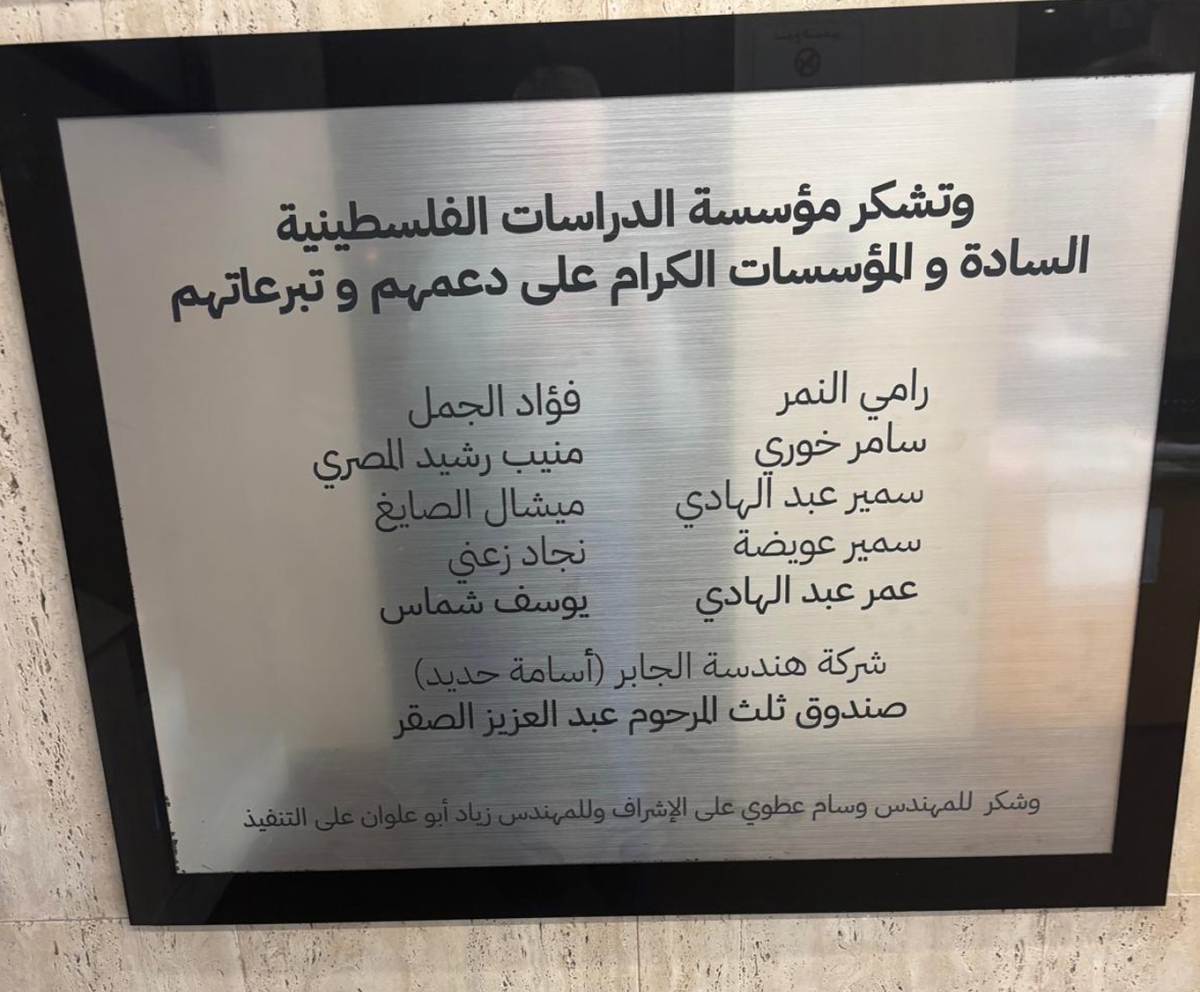 وتشكر مؤسسة الدراسات الفلسطينية
السادة و المؤسسات الكرام على دعمهم و تبرعاتهم
رامي النمر
سامر خوري
سمير عبد الهادي
سمير عويضة
عمر عبد الهادي
فؤاد الجمل
منيب رشيد المصري
ميشال الصايغ
نجاد زعني
يوسف شماس
شركة هندسة الجابر (أسامة حديد)
صندوق ثلث المرحوم عبد العزيز الصقر
وشكر للمهندس وسام عطوي على الإشراف وللمهندس زياد أبو علوان على التنفيذ